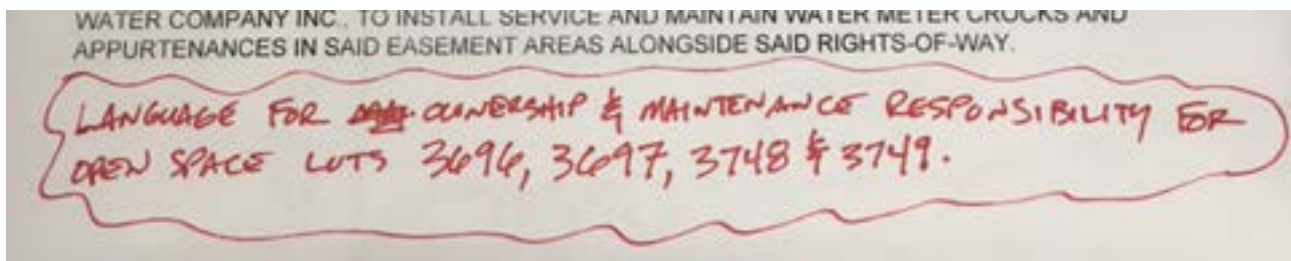 WATER COMPANY INC., TO INSTALL SERVICE AND MAINTAIN WATER METER CROCKS AND
APPURTENANCES IN SAID EASEMENT AREAS ALONGSIDE SAID RIGHTS-OF-WAY.
LANGUAGE FOR OWNERSHIP & MAINTENANCE RESPONSIBILITY FOR
OPEN SPACE LOTS 3696, 3697, 3748 & 3749.